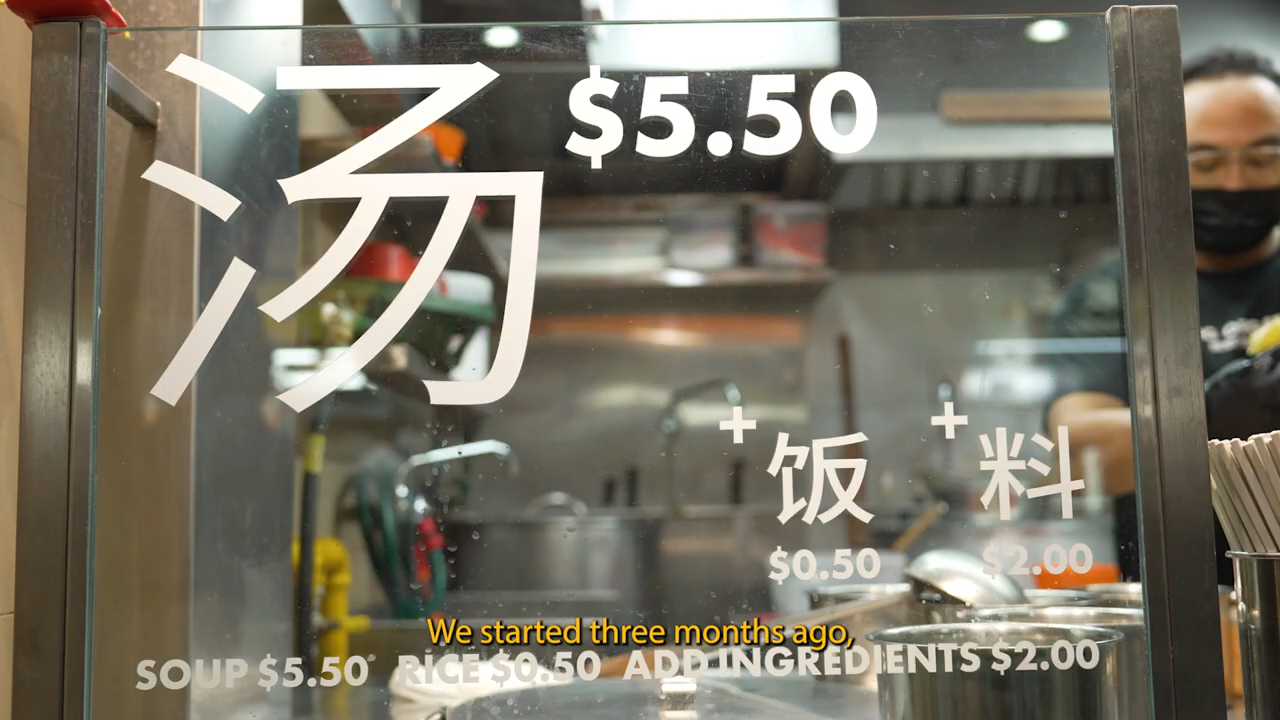 汤 $5.50
+饭 +料
$0.50 $2.00
We started three months ago,
SOUP $5.50 RICE $0.50 ADD INGREDIENTS $2.00